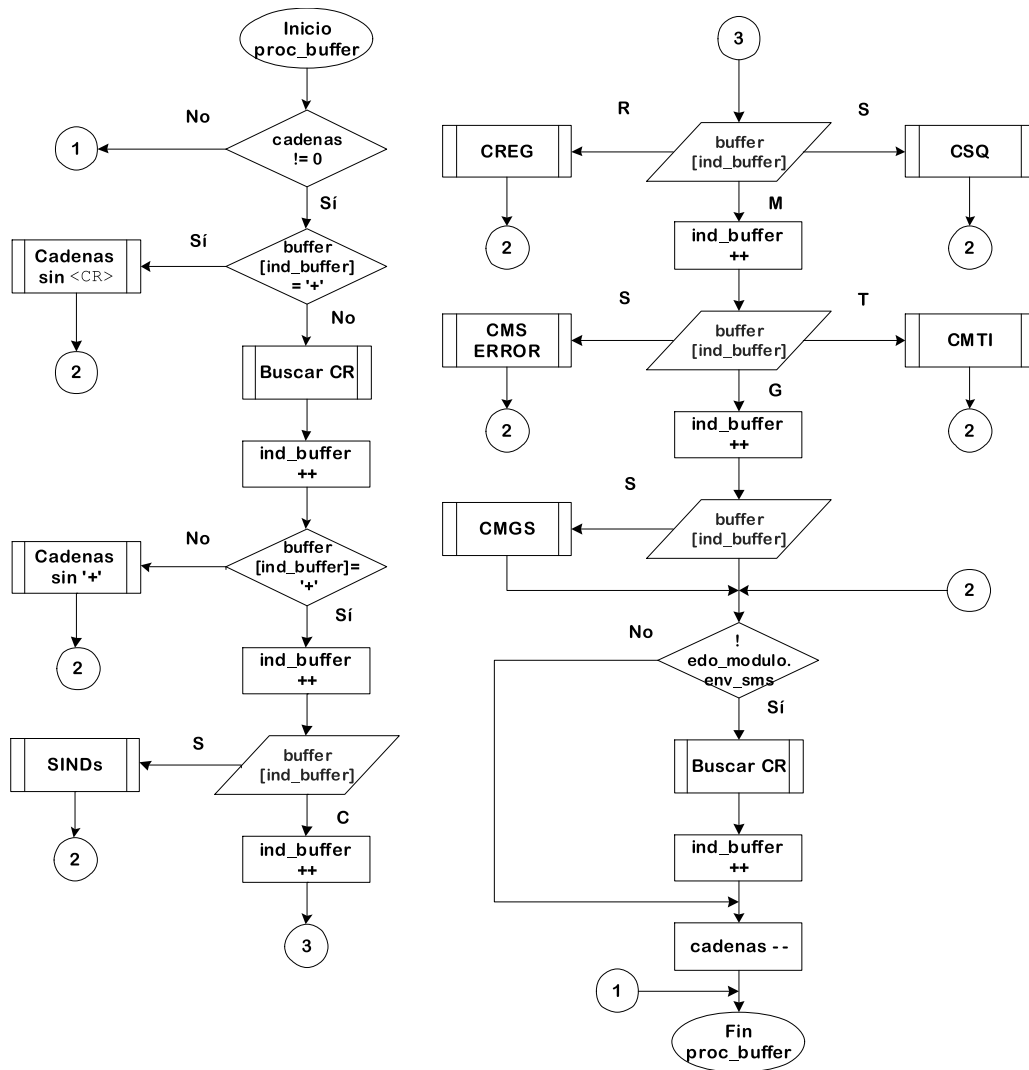 Inicio
proc_buffer
No
1
cadenas
!= 0
Sí
Sí
Cadenas
sin <CR>
buffer
[ind_buffer]
= '+'
No
2
Buscar CR
ind_buffer
++
No
Cadenas
sin '+'
buffer
[ind_buffer]=
'+'
Sí
2
ind_buffer
++
S
SINDs
buffer
[ind_buffer]
C
2
ind_buffer
++
3
3
R
S
CREG
buffer
[ind_buffer]
CSQ
M
2
ind_buffer
++
2
S
T
CMS
ERROR
buffer
[ind_buffer]
CMTI
G
2
ind_buffer
++
2
S
CMGS
buffer
[ind_buffer]
2
No
!
edo_modulo.
env_sms
Sí
Buscar CR
ind_buffer
++
cadenas - -
1
Fin
proc_buffer